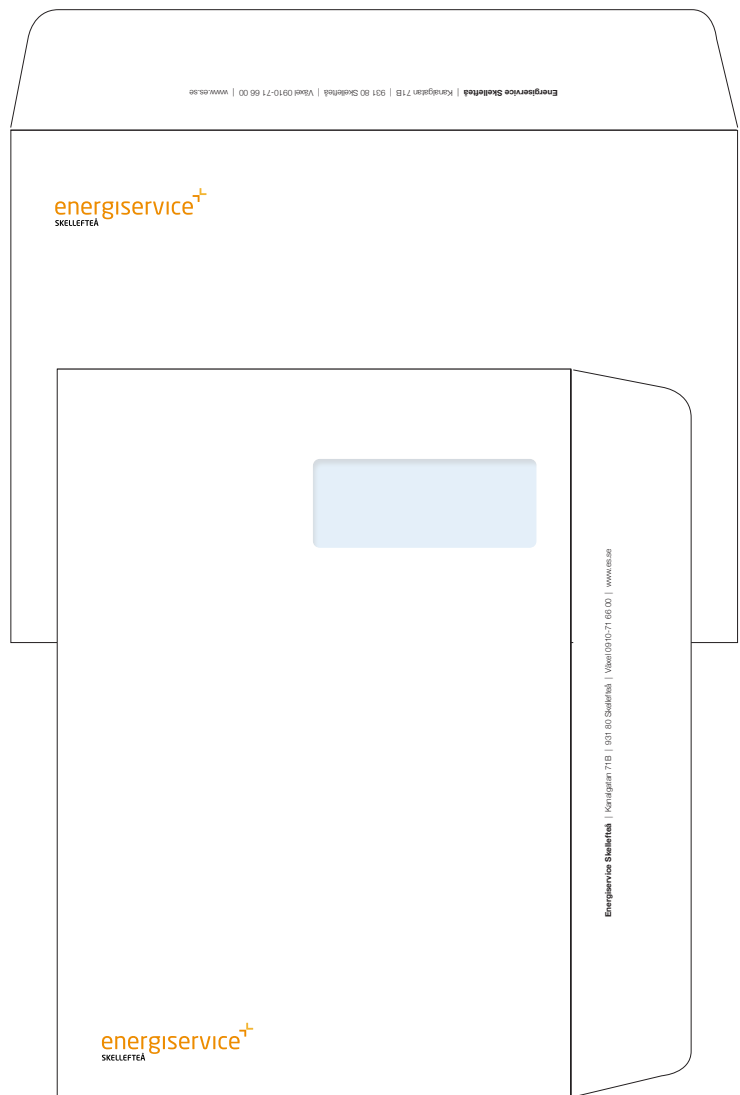 Energiservice Skellefteå | Kanalgatan 71B | 931 80 Skellefteå | Växel 0910-71 66 00 | www.es.se
energiservice
SKELLEFTEÅ
Energiservice Skellefteå | Kanalgatan 71B | 931 80 Skellefteå | Växel 0910-71 66 00 | www.es.se
energiservice
SKELLEFTEÅ